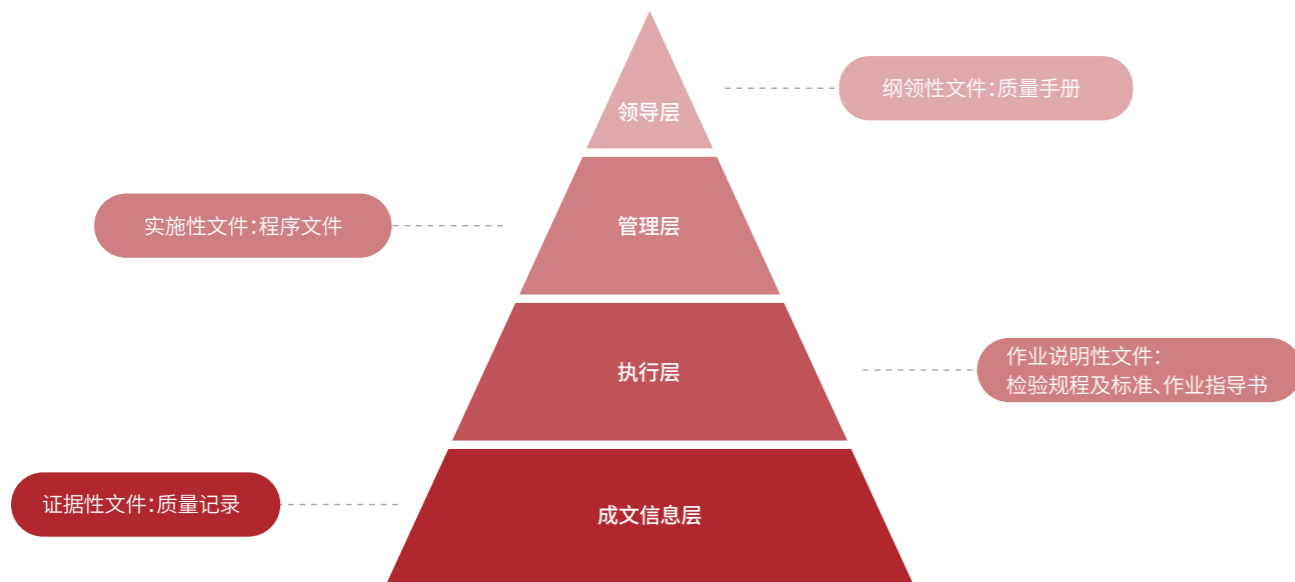 领导层
纲领性文件：质量手册
实施性文件：程序文件
管理层
执行层
作业说明性文件：
检验规程及标准、作业指导书
证据性文件：质量记录
成文信息层